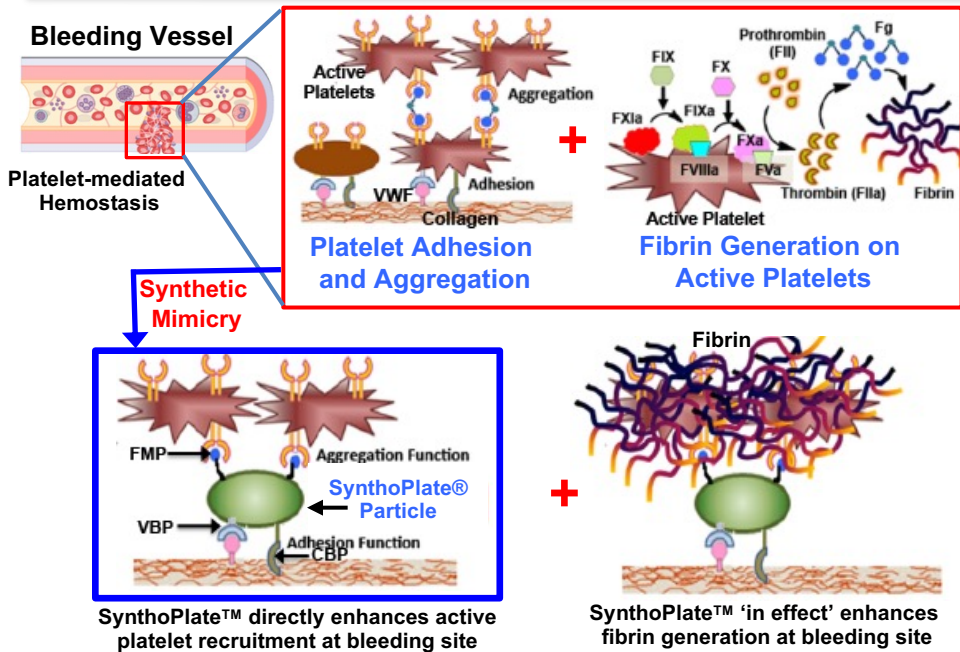 Bleeding Vessel
Platelet-mediated
Hemostasis
Active
Platelets
Aggregation
VWF
Adhesion
Collagen
Platelet Adhesion
and Aggregation
+
FIX
FX
Prothrombin
(FII)
Fg
FXIa
FIXa
FXa
FVIIIa
FVa
Thrombin (FIIa)
Fibrin
Active Platelet
Fibrin Generation on
Active Platelets
Synthetic
Mimicry
FMP
Aggregation Function
SynthoPlate®
Particle
VBP
Adhesion Function
CBP
SynthoPlate™ directly enhances active
platelet recruitment at bleeding site
+
Fibrin
SynthoPlate™ ‘in effect’ enhances
fibrin generation at bleeding site